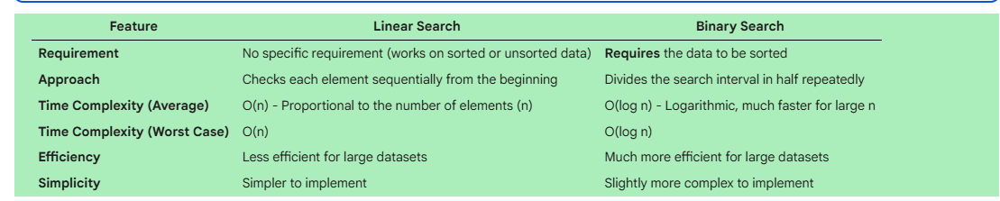 Feature Linear Search Binary Search
Requirement No specific requirement (works on sorted or unsorted data) Requires the data to be sorted
Approach Checks each element sequentially from the beginning Divides the search interval in half repeatedly
Time Complexity (Average) O(n) - Proportional to the number of elements (n) O(log n) - Logarithmic, much faster for large n
Time Complexity (Worst Case) O(n) O(log n)
Efficiency Less efficient for large datasets Much more efficient for large datasets
Simplicity Simpler to implement Slightly more complex to implement